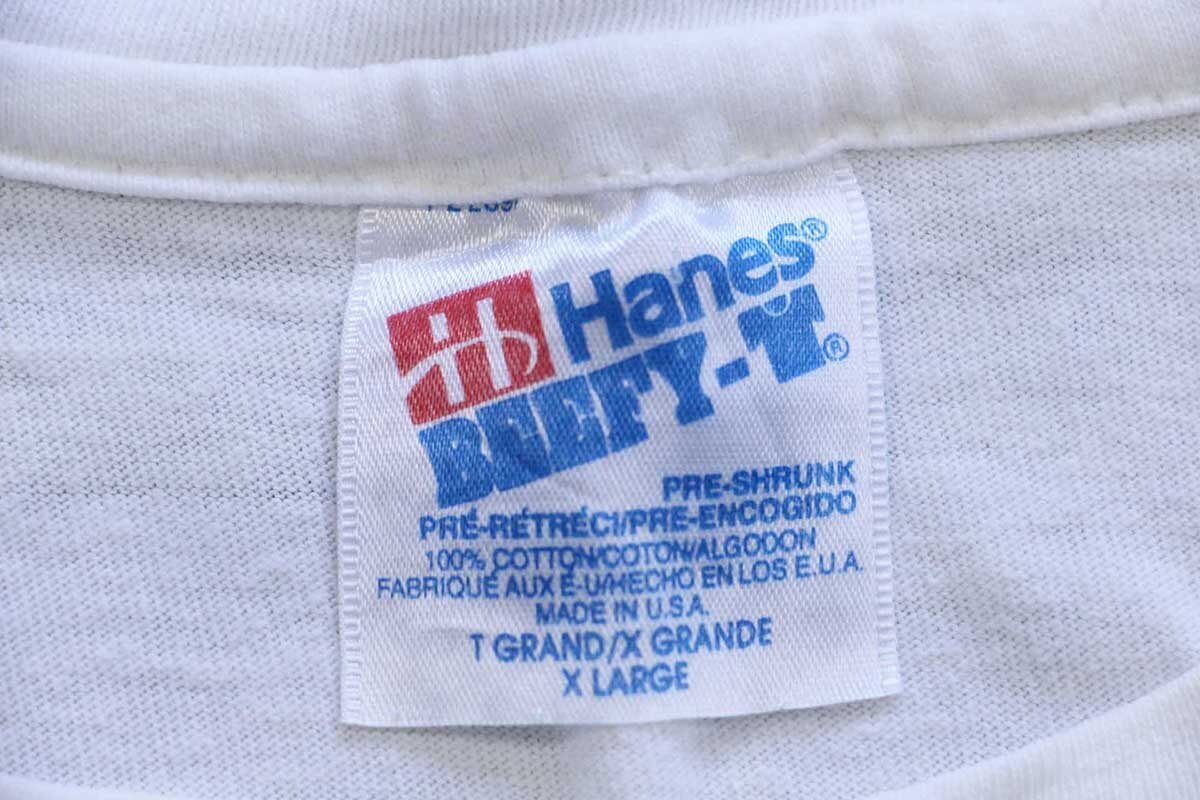 Hanes®
BEEFY-T®
PRE-SHRUNK
PRÉ-RÉTRÉCI/PRE-ENCOGIDO
100% COTTON/COTON/ALGODON
FABRIQUÉ AUX É-U/HECHO EN LOS E.U.A.
MADE IN U.S.A.
T GRAND/X GRANDE
X LARGE